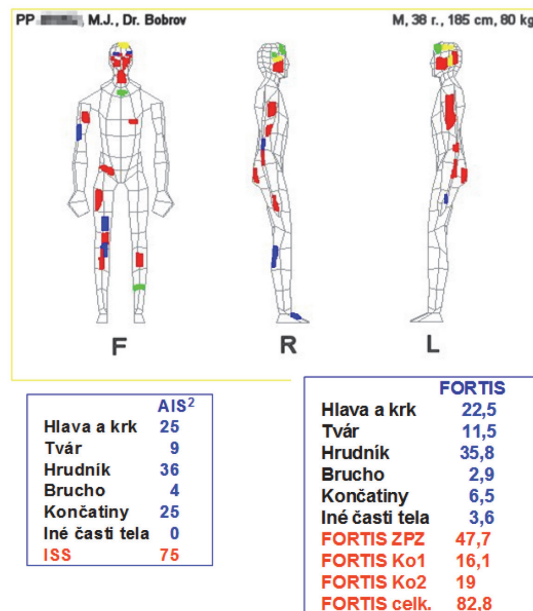 PP , M.J., Dr. Bobrov
M, 38 r., 185 cm, 80 kg
F R L
AIS²
Hlava a krk 25
Tvár 9
Hrudník 36
Brucho 4
Končatiny 25
Iné časti tela 0
ISS 75
FORTIS
Hlava a krk 22,5
Tvár 11,5
Hrudník 35,8
Brucho 2,9
Končatiny 6,5
Iné časti tela 3,6
FORTIS ZPZ 47,7
FORTIS Ko1 16,1
FORTIS Ko2 19
FORTIS celk. 82,8